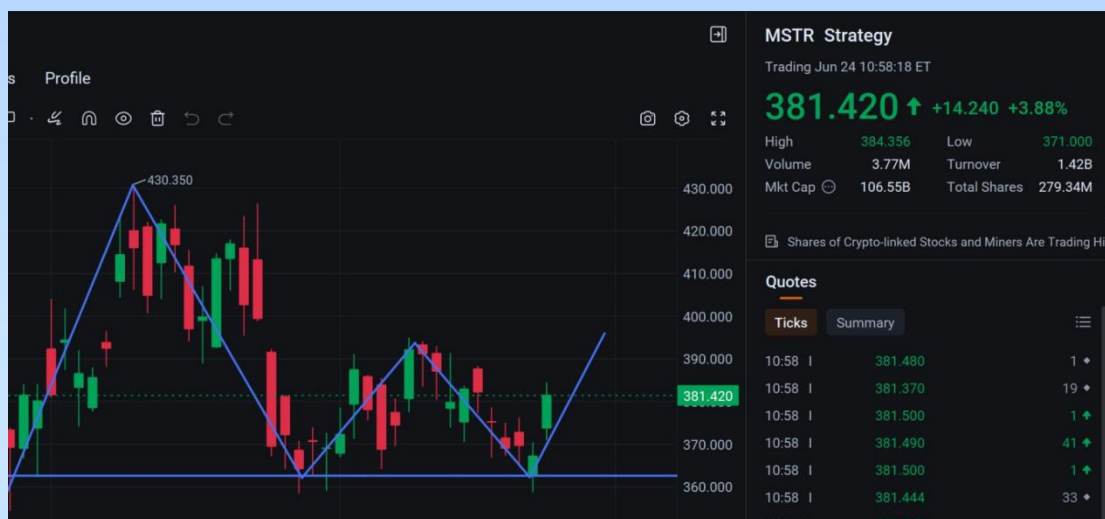 MSTR Strategy
Trading Jun 24 10:58:18 ET
381.420 +14.240 +3.88%
High 384.356 Low 371.000
Volume 3.77M Turnover 1.42B
Mkt Cap 106.55B Total Shares 279.34M
Shares of Crypto-linked Stocks and Miners Are Trading Hi
Quotes
Ticks Summary
10:58 I 381.480 1
10:58 I 381.370 19
10:58 I 381.500 1
10:58 I 381.490 41
10:58 I 381.500 1
10:58 I 381.444 33
s Profile
430.350
430.000
420.000
410.000
400.000
390.000
381.420
370.000
360.000